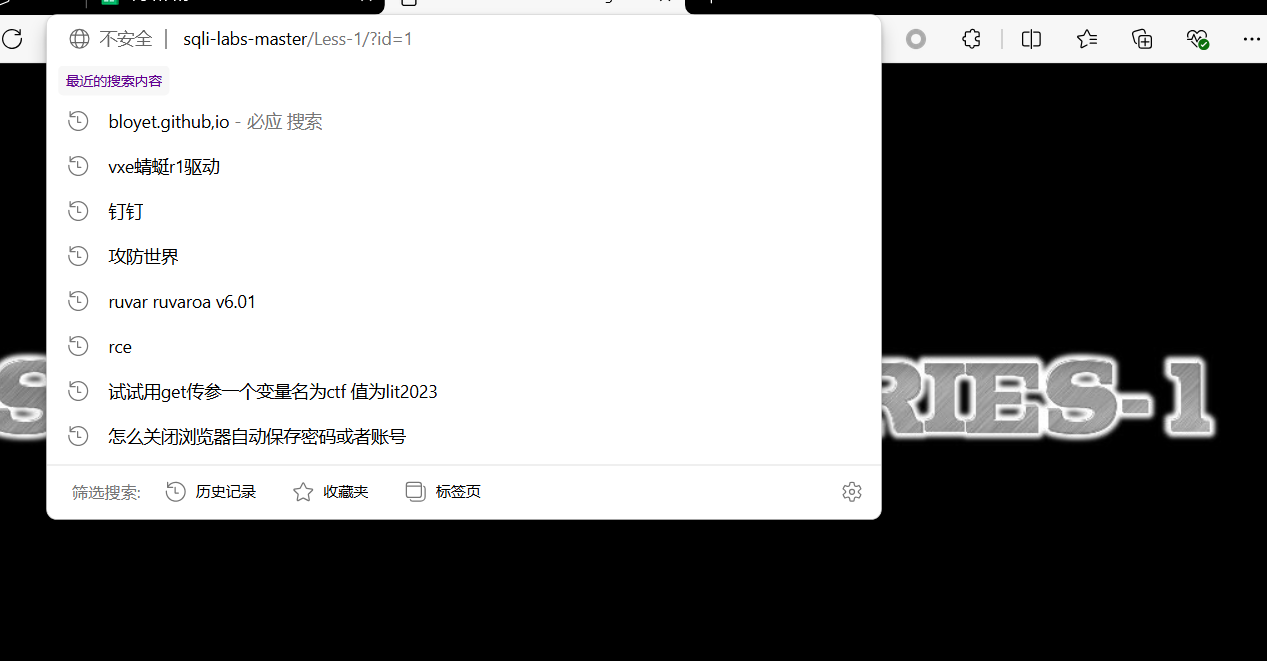 不安全 | sqli-labs-master/Less-1/?id=1
最近的搜索内容
bloyet.github,io - 必应 搜索
vxe蜻蜓r1驱动
钉钉
攻防世界
ruvar ruvaroa v6.01
rce
试试用get传参一个变量名为ctf 值为lit2023
怎么关闭浏览器自动保存密码或者账号
S RIES-1
筛选搜索: 历史记录 收藏夹 标签页